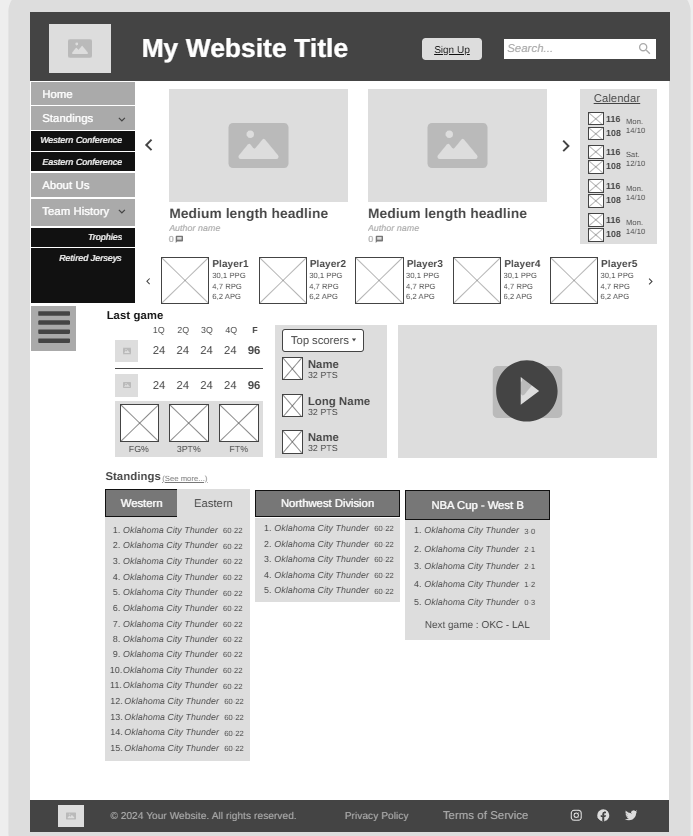 My Website Title
Sign Up
Search...
Home
Standings
Western Conference
Eastern Conference
About Us
Team History
Trophies
Retired Jerseys
Medium length headline
Author name
0
Medium length headline
Author name
0
Calendar
116 Mon.
108 14/10
116 Sat.
108 12/10
116 Mon.
108 14/10
116 Mon.
108 14/10
Player1
30,1 PPG
4,7 RPG
6,2 APG
Player2
30,1 PPG
4,7 RPG
6,2 APG
Player3
30,1 PPG
4,7 RPG
6,2 APG
Player4
30,1 PPG
4,7 RPG
6,2 APG
Player5
30,1 PPG
4,7 RPG
6,2 APG
Last game
1Q 2Q 3Q 4Q F
24 24 24 24 96
24 24 24 24 96
FG% 3PT% FT%
Top scorers
Name
32 PTS
Long Name
32 PTS
Name
32 PTS
Standings (See more...)
Western Eastern
1. Oklahoma City Thunder 60-22
2. Oklahoma City Thunder 60-22
3. Oklahoma City Thunder 60-22
4. Oklahoma City Thunder 60-22
5. Oklahoma City Thunder 60-22
6. Oklahoma City Thunder 60-22
7. Oklahoma City Thunder 60-22
8. Oklahoma City Thunder 60-22
9. Oklahoma City Thunder 60-22
10. Oklahoma City Thunder 60-22
11. Oklahoma City Thunder 60-22
12. Oklahoma City Thunder 60-22
13. Oklahoma City Thunder 60-22
14. Oklahoma City Thunder 60-22
15. Oklahoma City Thunder 60-22
Northwest Division
1. Oklahoma City Thunder 60-22
2. Oklahoma City Thunder 60-22
3. Oklahoma City Thunder 60-22
4. Oklahoma City Thunder 60-22
5. Oklahoma City Thunder 60-22
NBA Cup - West B
1. Oklahoma City Thunder 3-0
2. Oklahoma City Thunder 2-1
3. Oklahoma City Thunder 2-1
4. Oklahoma City Thunder 1-2
5. Oklahoma City Thunder 0-3
Next game : OKC - LAL
© 2024 Your Website. All rights reserved.
Privacy Policy
Terms of Service